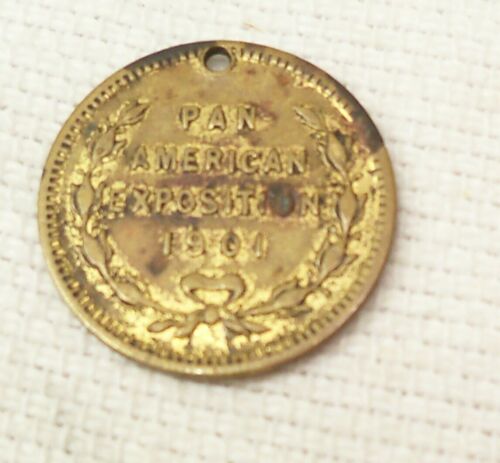 PAN
AMERICAN
EXPOSITION
1901